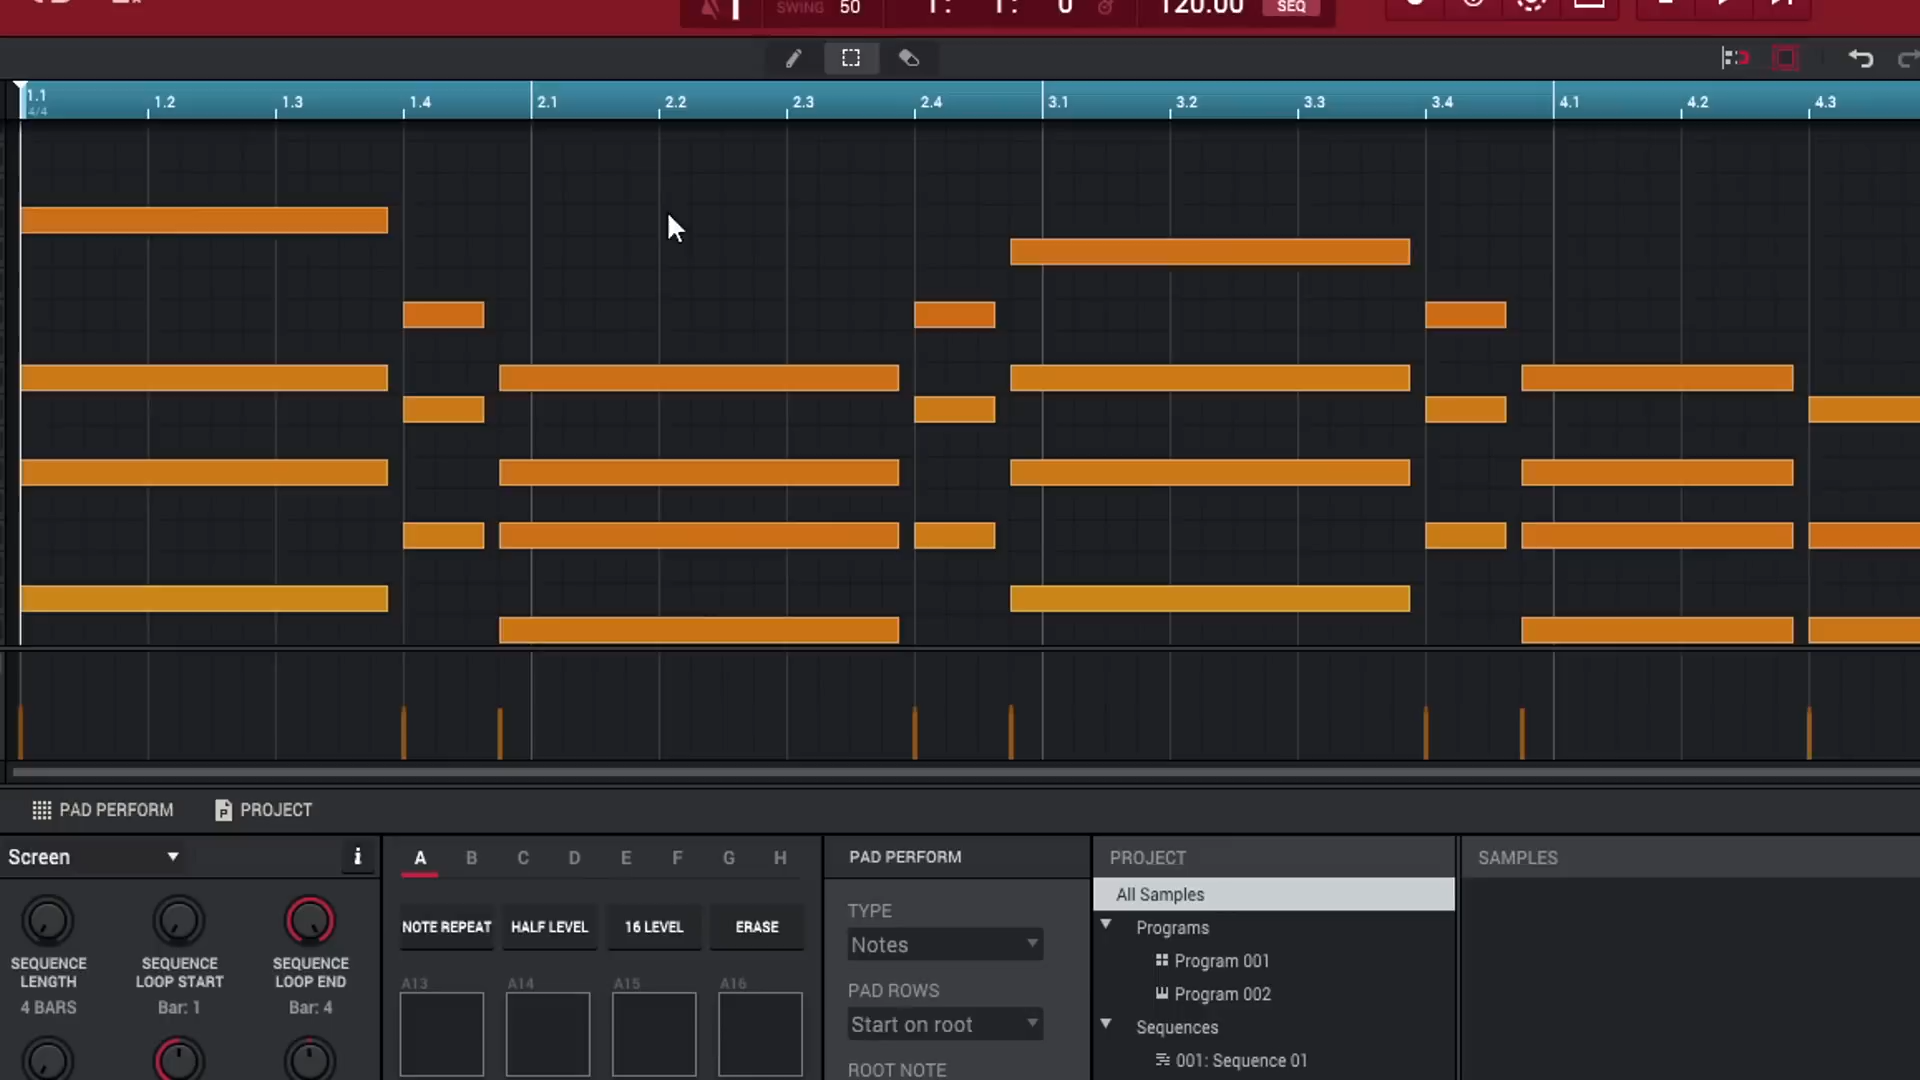 SWING 50 1: 1: 0 120.00 SEQ
1.1 1.2 1.3 1.4 2.1 2.2 2.3 2.4 3.1 3.2 3.3 3.4 4.1 4.2 4.3
4/4
PAD PERFORM PROJECT
Screen i A B C D E F G H PAD PERFORM PROJECT SAMPLES
All Samples
NOTE REPEAT HALF LEVEL 16 LEVEL ERASE TYPE
Programs
Notes
Program 001
SEQUENCE LENGTH SEQUENCE LOOP START SEQUENCE LOOP END
A13 A14 A15 A16 PAD ROWS
Program 002
4 BARS Bar: 1 Bar: 4
Start on root
Sequences
ROOT NOTE
001: Sequence 01